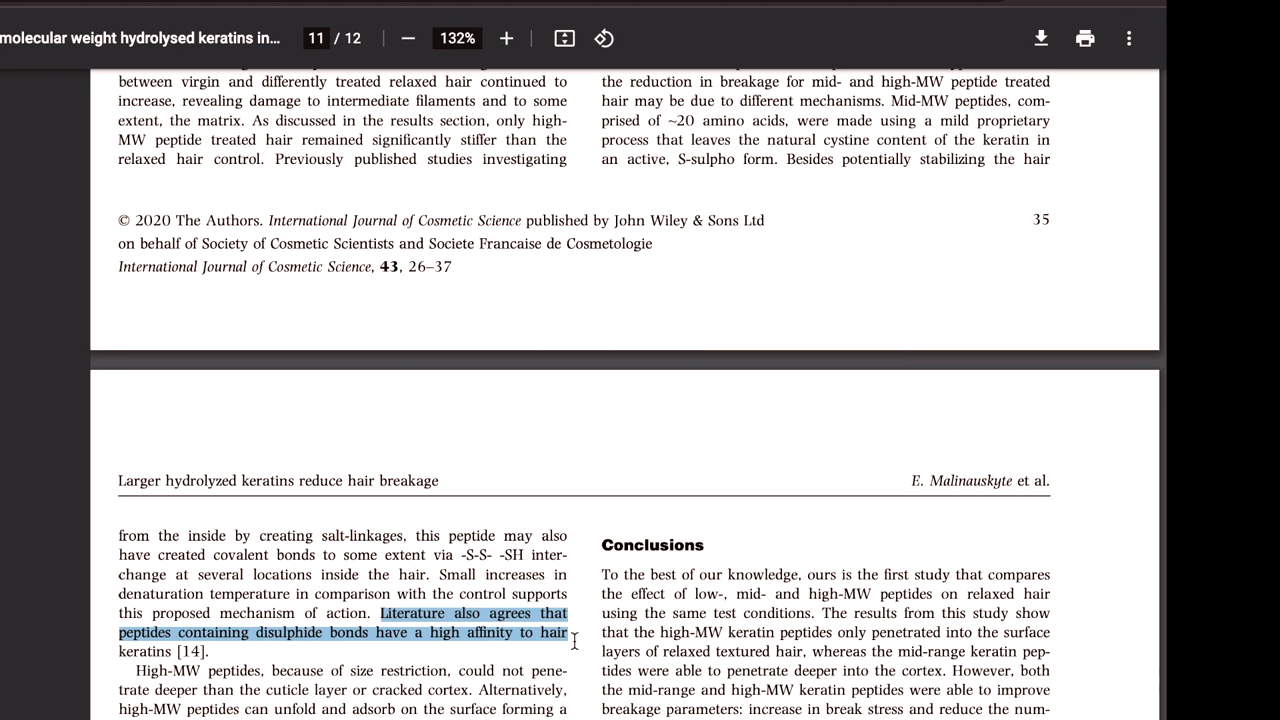 molecular weight hydrolysed keratins in...
11 / 12
132%
between virgin and differently treated relaxed hair continued to
increase, revealing damage to intermediate filaments and to some
extent, the matrix. As discussed in the results section, only high-
MW peptide treated hair remained significantly stiffer than the
relaxed hair control. Previously published studies investigating
the reduction in breakage for mid- and high-MW peptide treated
hair may be due to different mechanisms. Mid-MW peptides, com-
prised of ~20 amino acids, were made using a mild proprietary
process that leaves the natural cystine content of the keratin in
an active, S-sulpho form. Besides potentially stabilizing the hair
© 2020 The Authors. International Journal of Cosmetic Science published by John Wiley & Sons Ltd
on behalf of Society of Cosmetic Scientists and Societe Francaise de Cosmetologie
International Journal of Cosmetic Science, 43, 26–37
35
Larger hydrolyzed keratins reduce hair breakage
E. Malinauskyte et al.
from the inside by creating salt-linkages, this peptide may also
have created covalent bonds to some extent via -S-S- -SH inter-
change at several locations inside the hair. Small increases in
denaturation temperature in comparison with the control supports
this proposed mechanism of action. Literature also agrees that
peptides containing disulphide bonds have a high affinity to hair
keratins [14].
High-MW peptides, because of size restriction, could not pene-
trate deeper than the cuticle layer or cracked cortex. Alternatively,
high-MW peptides can unfold and adsorb on the surface forming a
Conclusions
To the best of our knowledge, ours is the first study that compares
the effect of low-, mid- and high-MW peptides on relaxed hair
using the same test conditions. The results from this study show
that the high-MW keratin peptides only penetrated into the surface
layers of relaxed textured hair, whereas the mid-range keratin pep-
tides were able to penetrate deeper into the cortex. However, both
the mid-range and high-MW keratin peptides were able to improve
breakage parameters: increase in break stress and reduce the num-